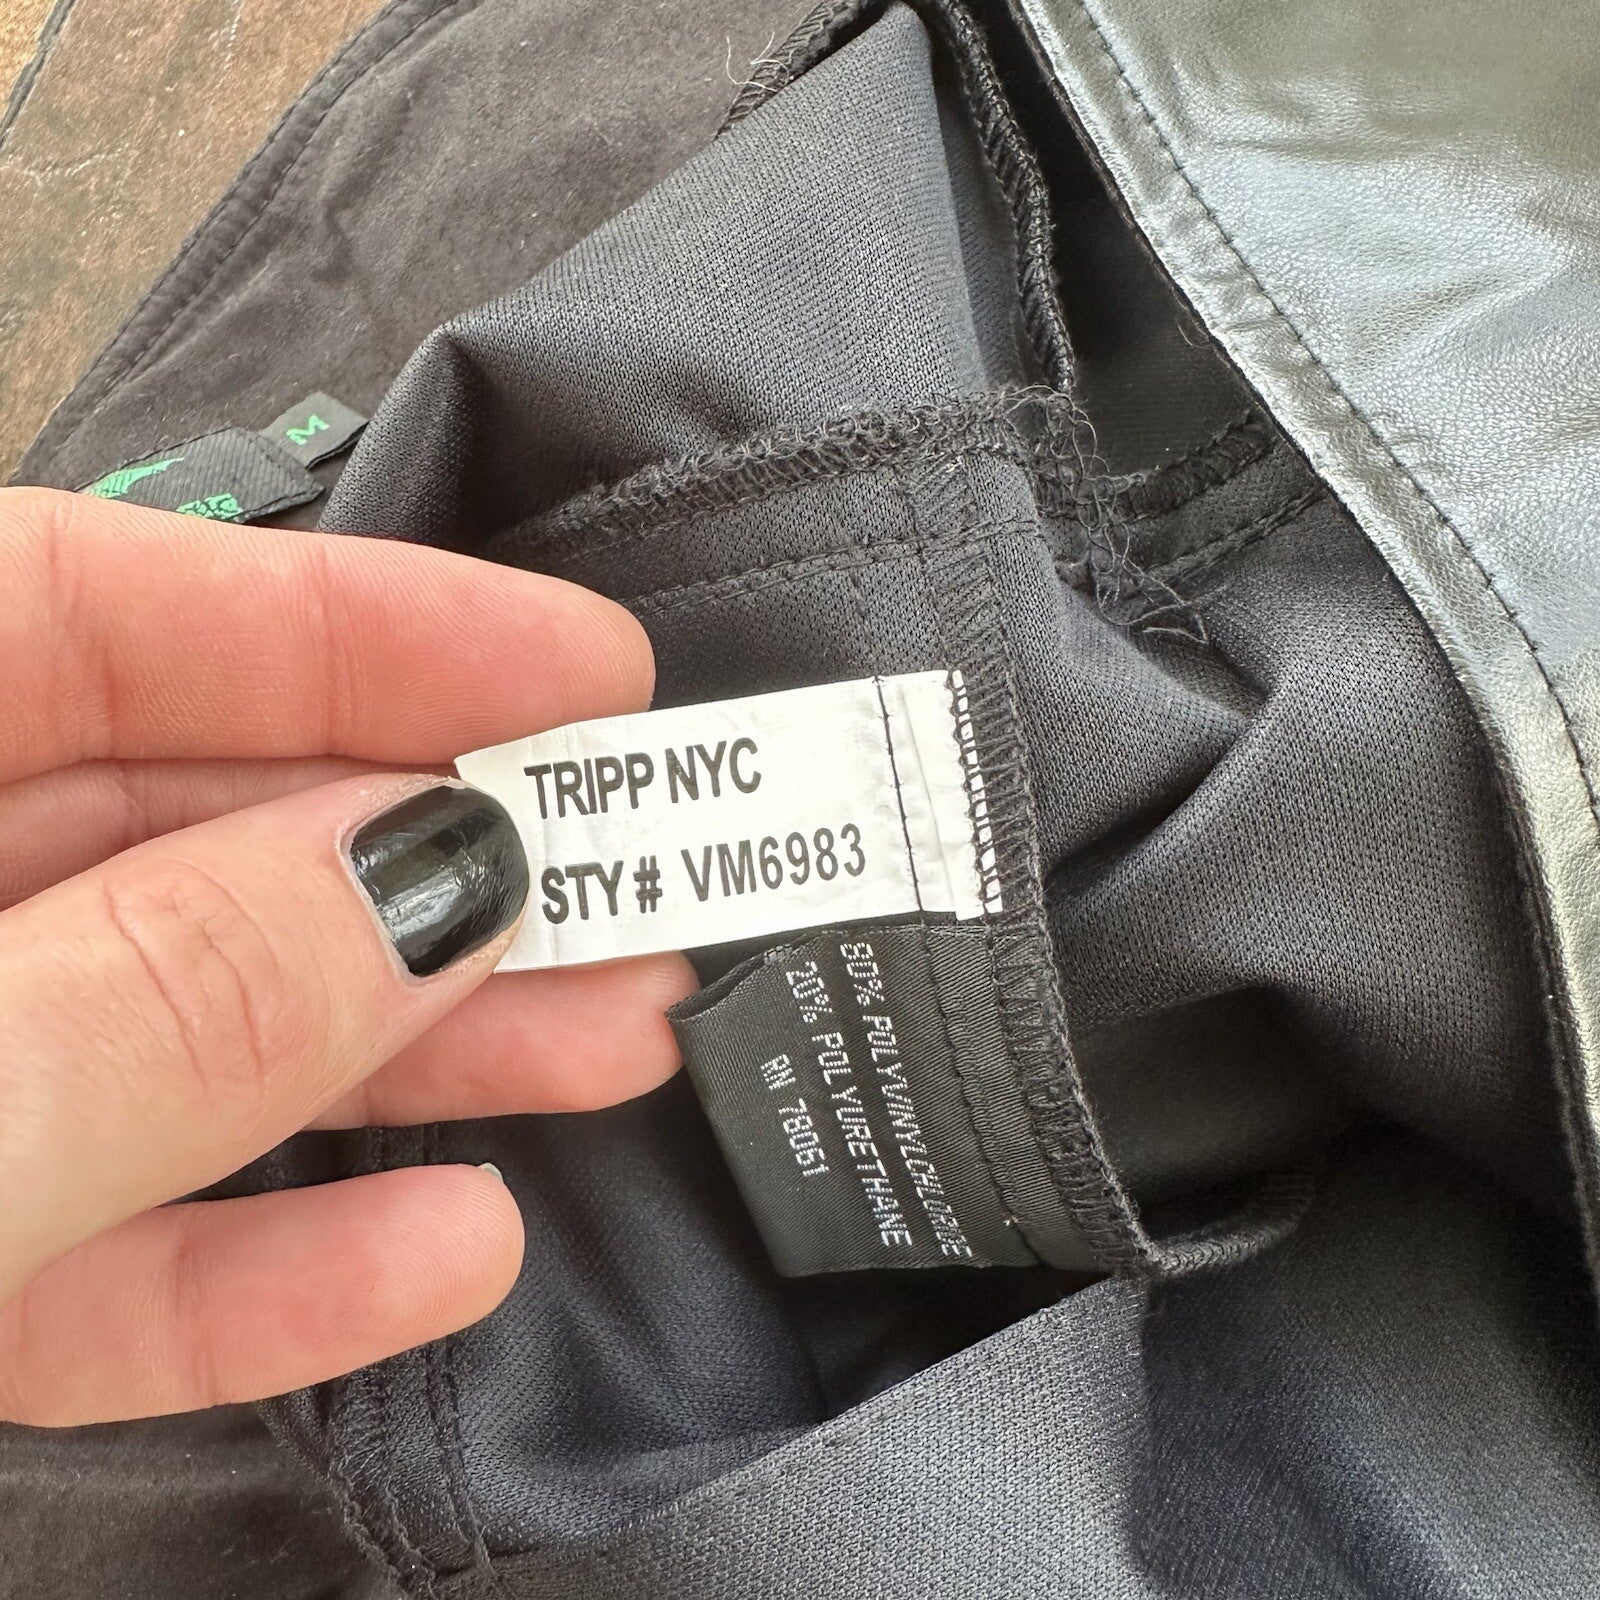 M
TRIPP NYC
STY # VM6983
80% POLYVINYLCHLORIDE
20% POLYURETHANE
RN 78061